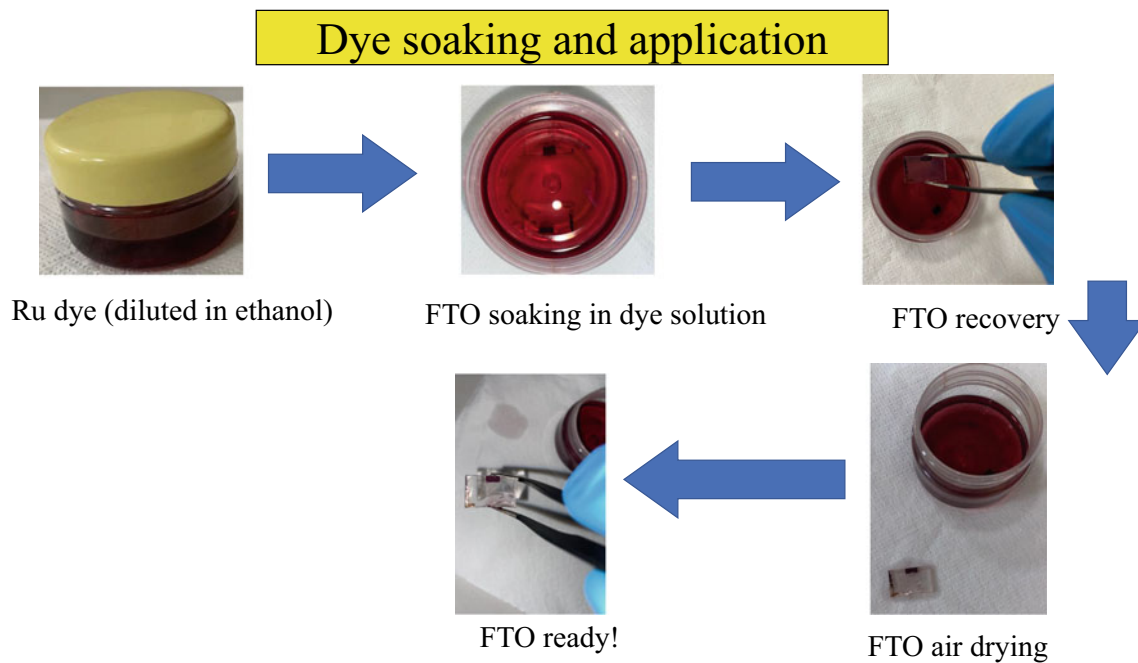 Dye soaking and application
Ru dye (diluted in ethanol)
FTO soaking in dye solution
FTO recovery
FTO air drying
FTO ready!